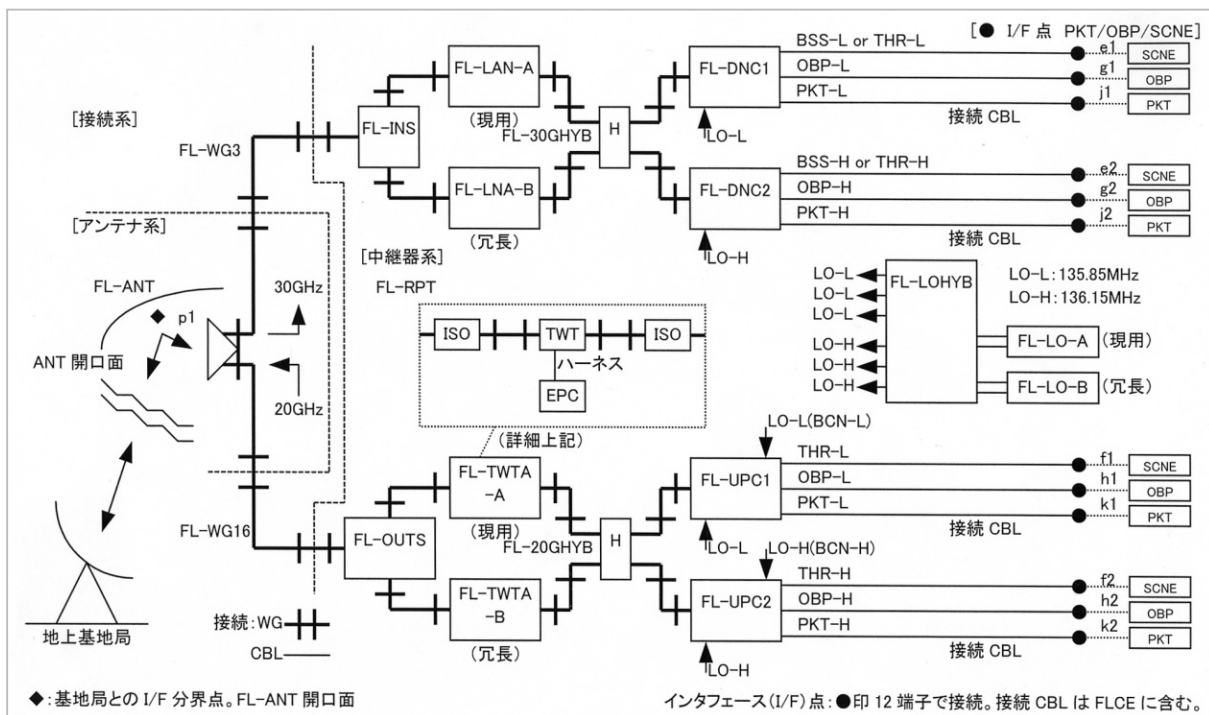 [● I/F 点 PKT/OBP/SCNE]
BSS-L or THR-L
e1
SCNE
FL-LAN-A
FL-DNC1
OBP-L
g1
OBP
PKT-L
j1
PKT
[接続系]
(現用)
FL-INS
FL-30GHYB
H
LO-L
接続 CBL
FL-WG3
BSS-H or THR-H
e2
SCNE
FL-LNA-B
FL-DNC2
OBP-H
g2
OBP
PKT-H
j2
PKT
[アンテナ系]
(冗長)
接続 CBL
[中継器系]
LO-H
FL-RPT
FL-ANT
30GHz
p1
ANT 開口面
20GHz
ISO
TWT
ISO
ハーネス
EPC
(詳細上記)
LO-L
LO-L
LO-L
LO-H
LO-H
LO-H
FL-LOHYB
LO-L:135.85MHz
LO-H:136.15MHz
FL-LO-A
(現用)
FL-LO-B
(冗長)
LO-L(BCN-L)
THR-L
f1
SCNE
FL-TWTA
-A
FL-UPC1
OBP-L
h1
OBP
PKT-L
k1
PKT
(現用)
FL-WG16
FL-OUTS
FL-20GHYB
H
LO-L
接続 CBL
LO-H(BCN-H)
THR-H
f2
SCNE
FL-TWTA
-B
FL-UPC2
OBP-H
h2
OBP
PKT-H
k2
PKT
接続:WG
(冗長)
CBL
LO-H
接続 CBL
地上基地局
◆:基地局との I/F 分界点。FL-ANT 開口面
インタフェース(I/F)点:●印 12 端子で接続。接続 CBL は FLCE に含む。